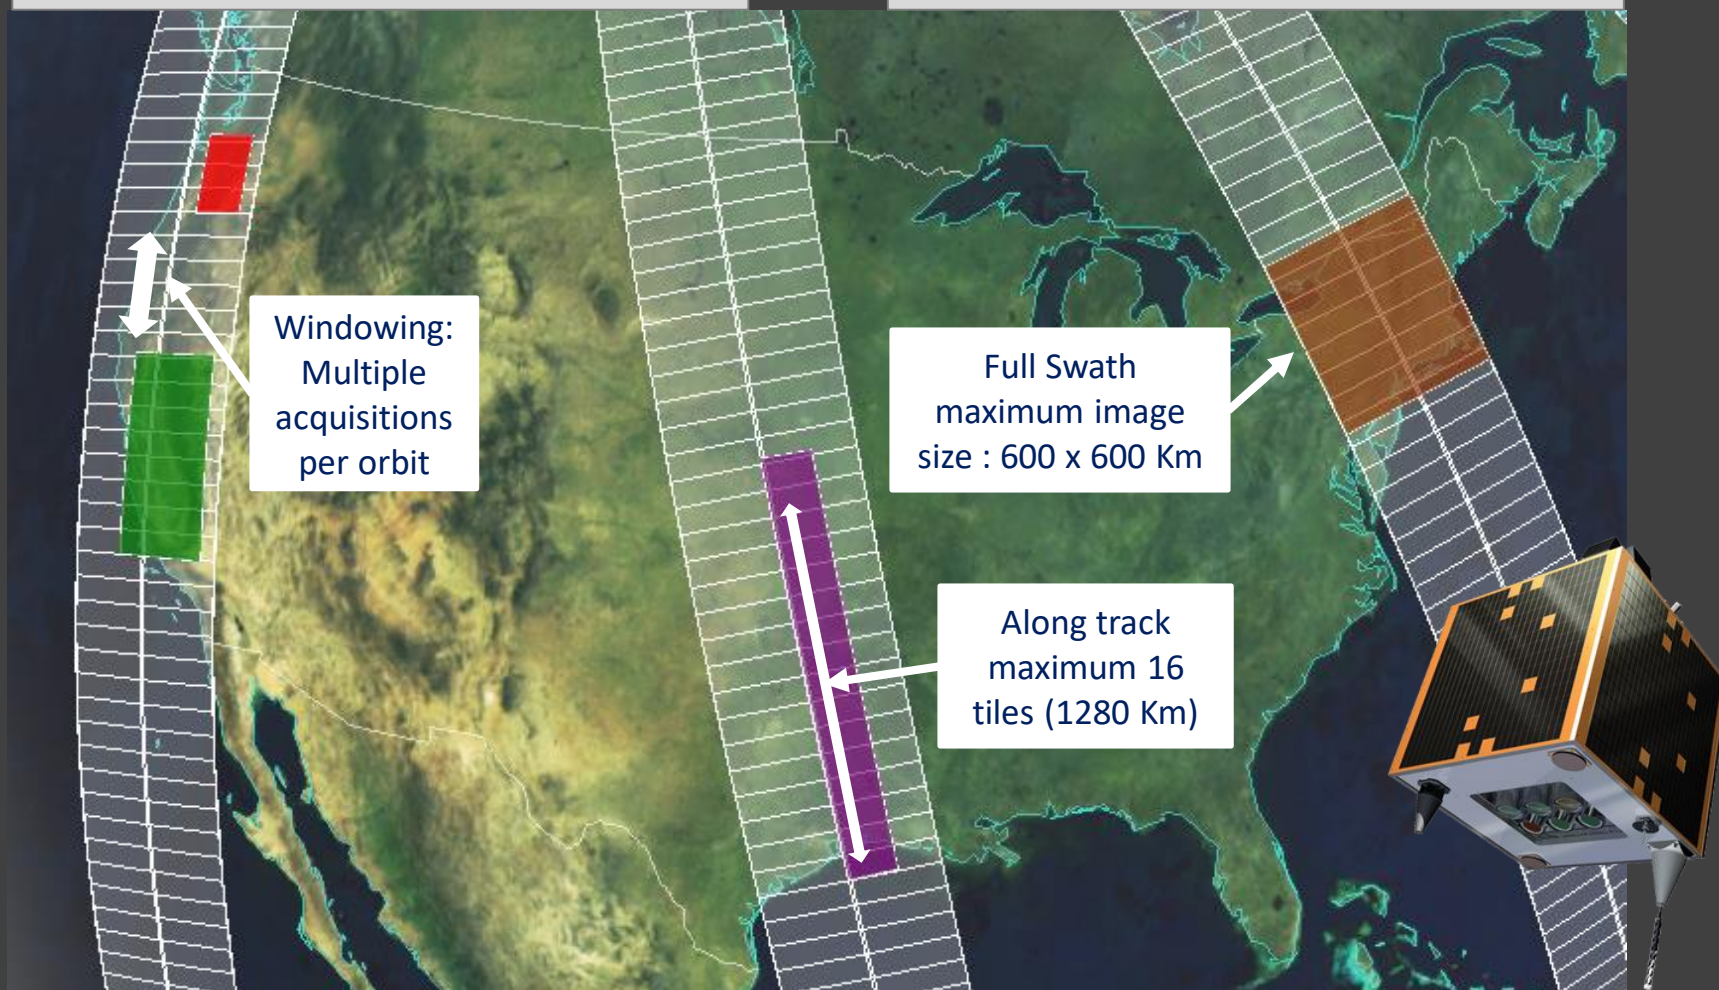 Windowing:
Multiple
acquisitions
per orbit
Full Swath
maximum image
size : 600 x 600 Km
Along track
maximum 16
tiles (1280 Km)